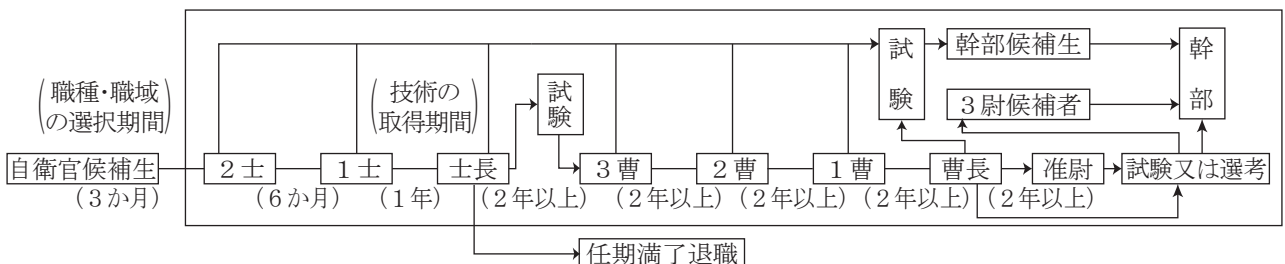 試験
幹部候補生
幹部
(職種・職域
の選択期間)
(技術の
取得期間)
試験
3尉候補者
自衛官候補生
2士
1士
士長
3曹
2曹
1曹
曹長
准尉
試験又は選考
(3か月)
(6か月)
(1年)
(2年以上)
(2年以上)
(2年以上)
(2年以上)
(2年以上)
任期満了退職